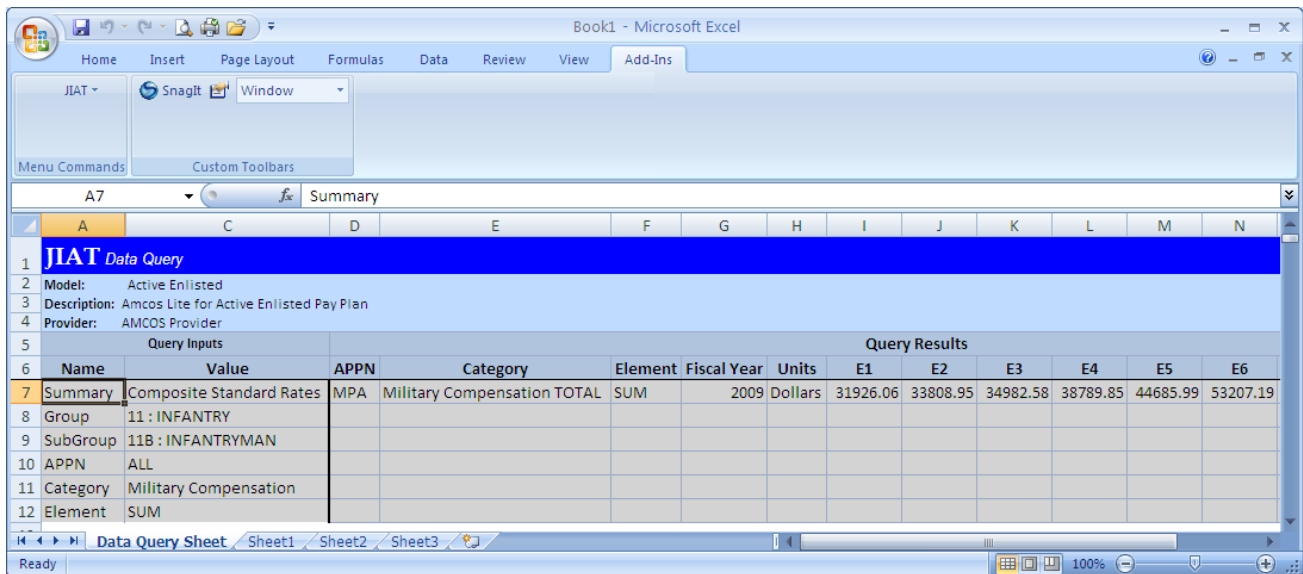 Book1 - Microsoft Excel
Home Insert Page Layout Formulas Data Review View Add-Ins
JIAT SnagIt Window
Menu Commands Custom Toolbars
A7 fx Summary
A C D E F G H I J K L M N
1 JIAT Data Query
2 Model: Active Enlisted
3 Description: Amcos Lite for Active Enlisted Pay Plan
4 Provider: AMCOS Provider
5 Query Inputs Query Results
6 Name Value APPN Category Element Fiscal Year Units E1 E2 E3 E4 E5 E6
7 Summary Composite Standard Rates MPA Military Compensation TOTAL SUM 2009 Dollars 31926.06 33808.95 34982.58 38789.85 44685.99 53207.19
8 Group 11 : INFANTRY
9 SubGroup 11B : INFANTRYMAN
10 APPN ALL
11 Category Military Compensation
12 Element SUM
Data Query Sheet Sheet1 Sheet2 Sheet3
Ready 100%